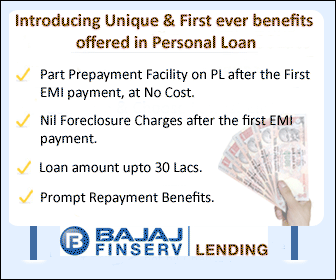 Introducing Unique & First ever benefits
offered in Personal Loan
Part Prepayment Facility on PL after the First
EMI payment, at No Cost.
Nil Foreclosure Charges after the first EMI
payment.
Loan amount upto 30 Lacs.
Prompt Repayment Benefits.
B BAJAJ
FINSERV LENDING